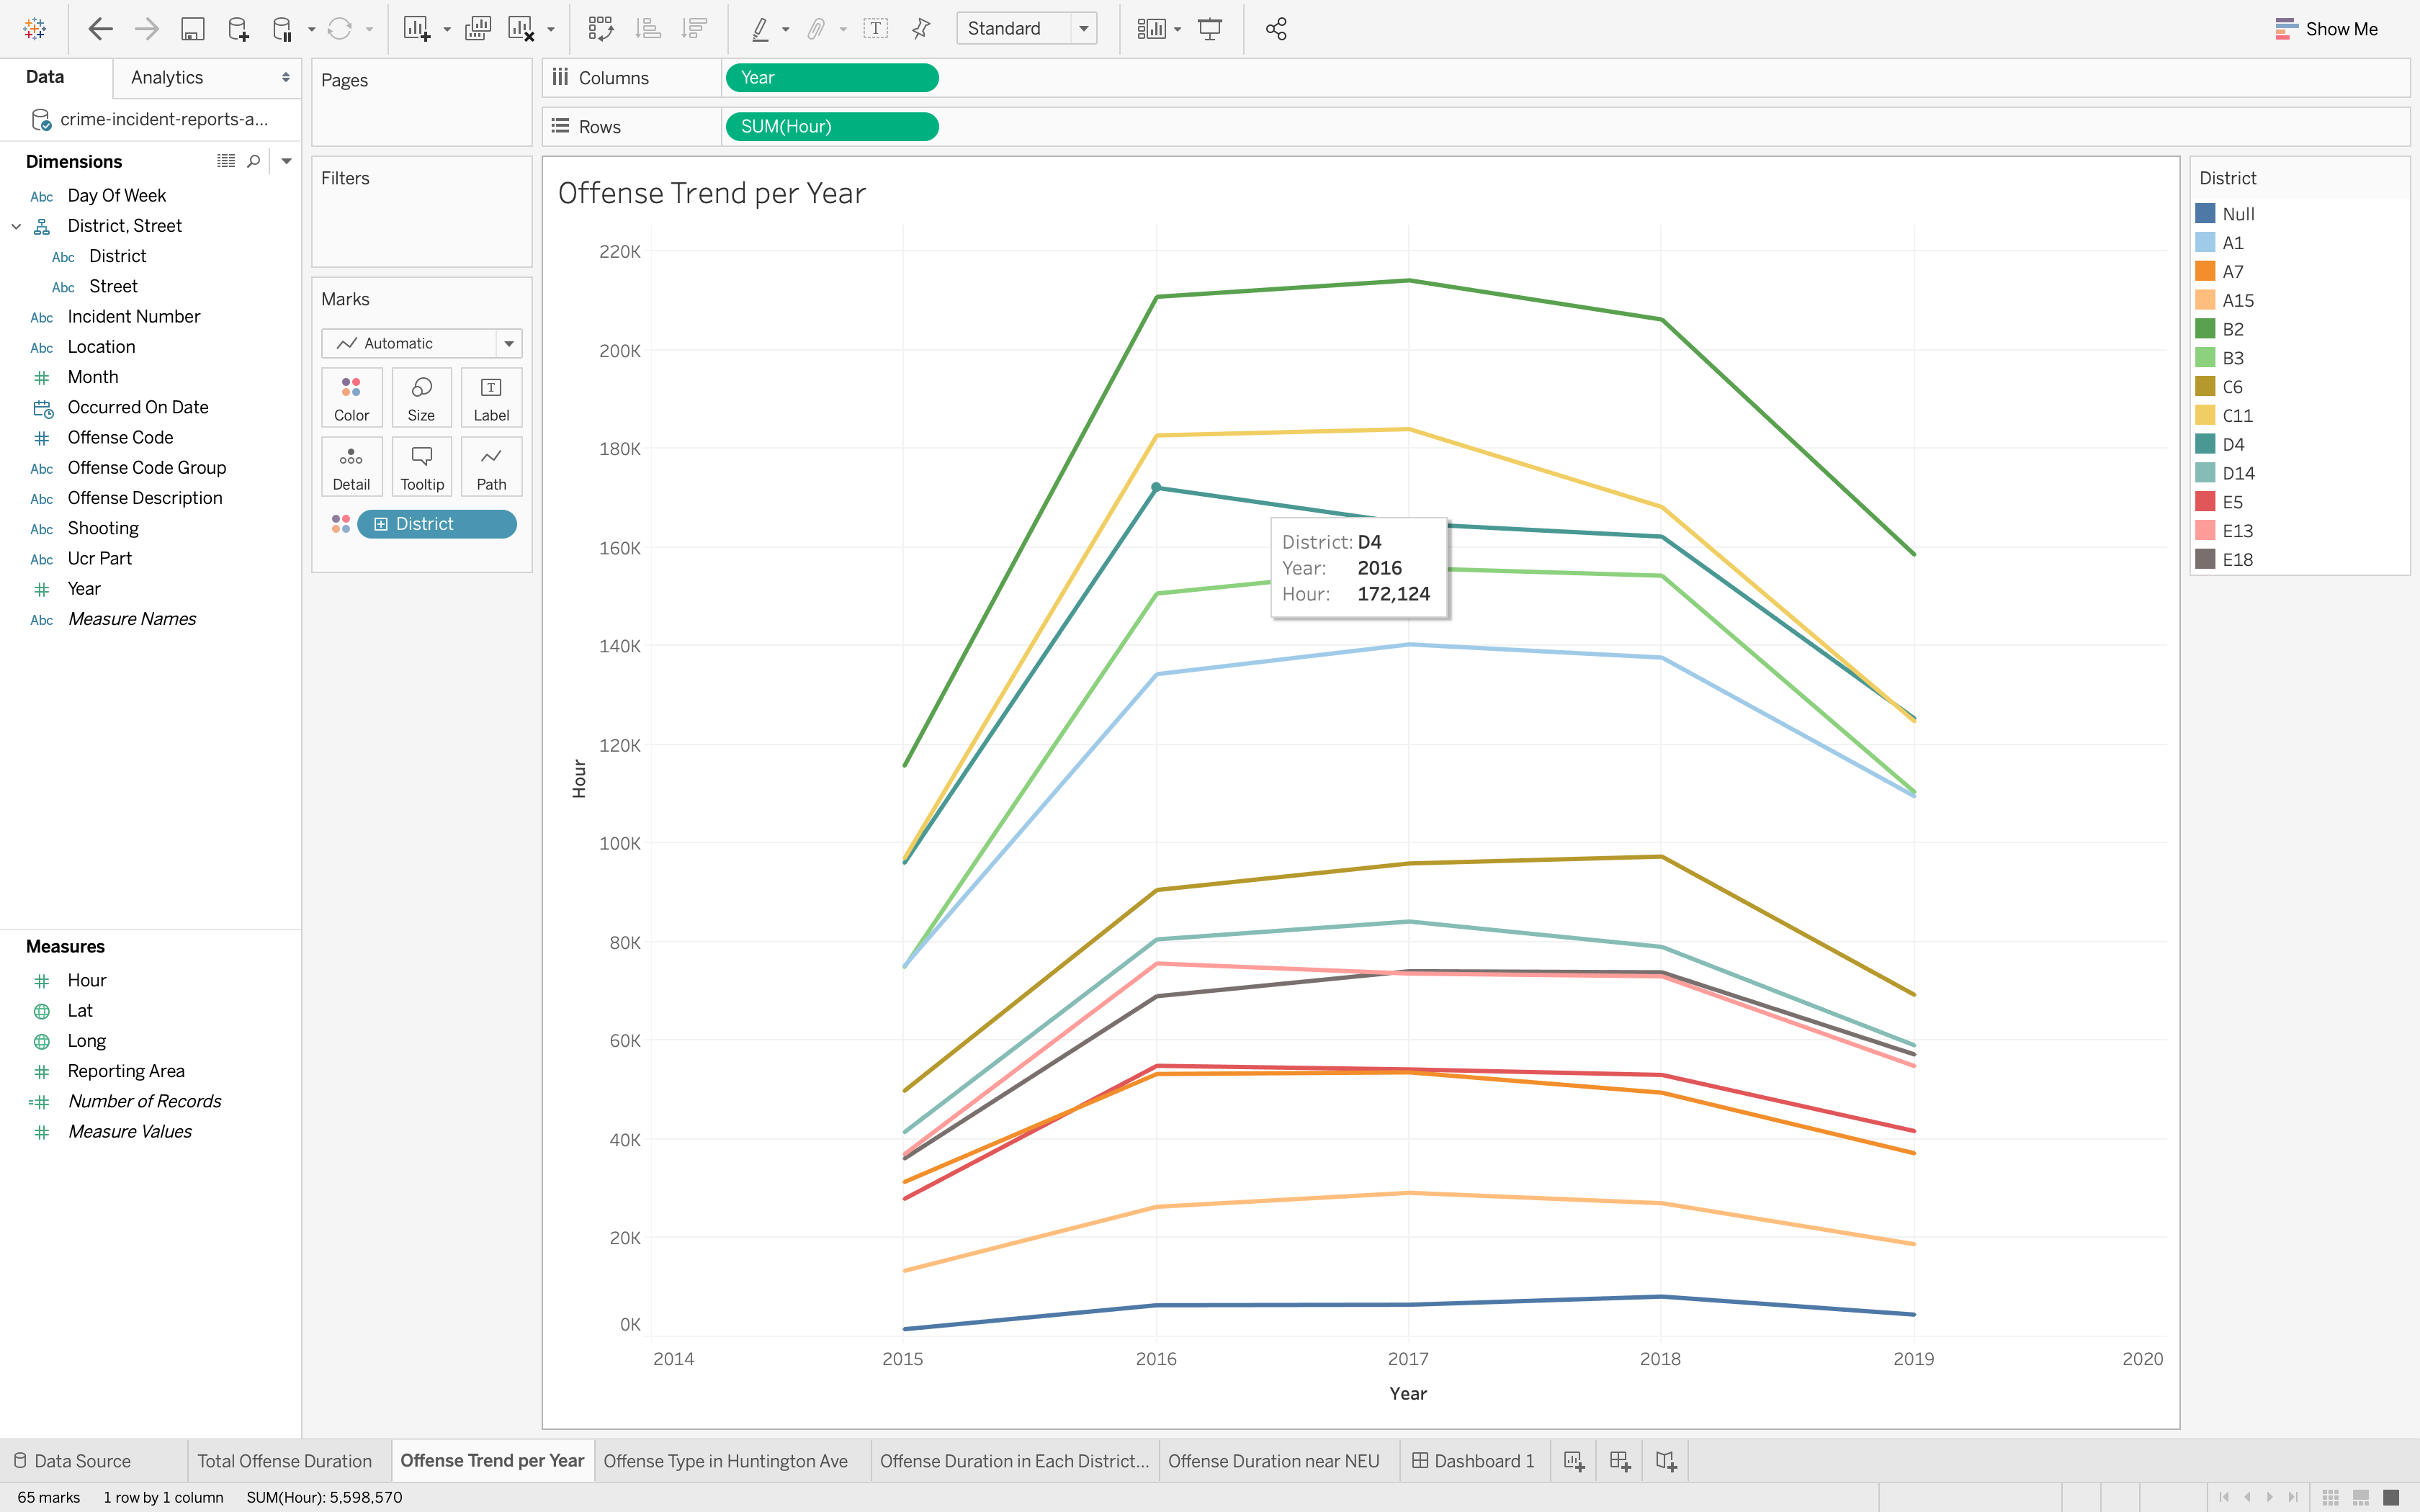 Standard
Show Me
Data
Analytics
crime-incident-reports-a...
Dimensions
Abc Day Of Week
District, Street
Abc District
Abc Street
Abc Incident Number
Abc Location
Month
Occurred On Date
Offense Code
Abc Offense Code Group
Abc Offense Description
Abc Shooting
Abc Ucr Part
Year
Abc Measure Names
Measures
Hour
Lat
Long
Reporting Area
Number of Records
Measure Values
Pages
Filters
Marks
Automatic
Color
Size
T
Label
Detail
Tooltip
Path
District
Columns
Year
Rows
SUM(Hour)
Offense Trend per Year
220K
200K
180K
160K
140K
120K
100K
80K
60K
40K
20K
0K
Hour
District: D4
Year: 2016
Hour: 172,124
2014
2015
2016
2017
2018
2019
2020
Year
District
Null
A1
A7
A15
B2
B3
C6
C11
D4
D14
E5
E13
E18
Data Source
Total Offense Duration
Offense Trend per Year
Offense Type in Huntington Ave
Offense Duration in Each District...
Offense Duration near NEU
Dashboard 1
65 marks
1 row by 1 column
SUM(Hour): 5,598,570